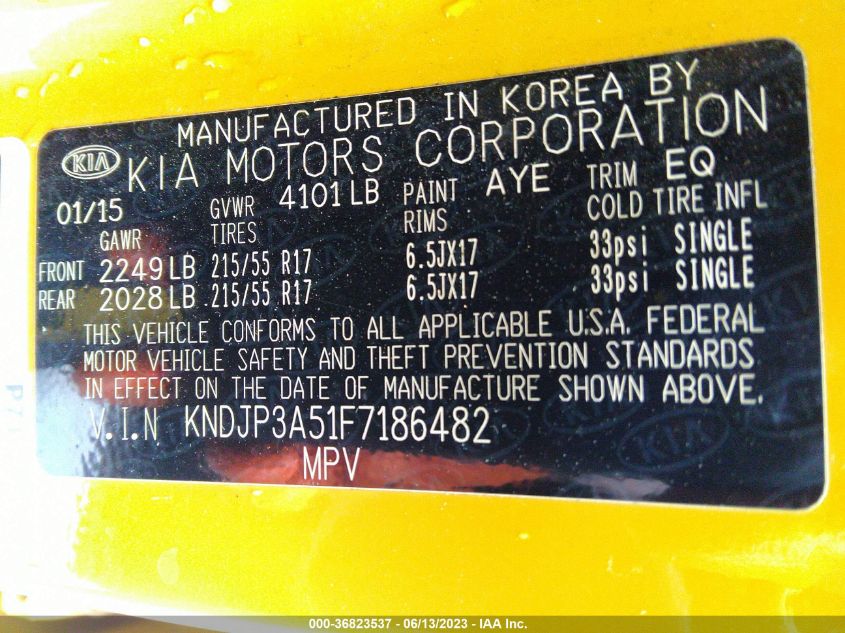 MANUFACTURED IN KOREA BY
KIA KIA MOTORS CORPORATION
01/15 GVWR 4101 LB PAINT AYE TRIM EQ
GAWR TIRES RIMS COLD TIRE INFL
FRONT 2249 LB 215/55 R17 6.5JX17 33psi SINGLE
REAR 2028 LB 215/55 R17 6.5JX17 33psi SINGLE
THIS VEHICLE CONFORMS TO ALL APPLICABLE U.S.A. FEDERAL
MOTOR VEHICLE SAFETY AND THEFT PREVENTION STANDARDS
IN EFFECT ON THE DATE OF MANUFACTURE SHOWN ABOVE.
V.I.N KNDJP3A51F7186482
MPV
000-36823537 - 06/13/2023 - IAA Inc.